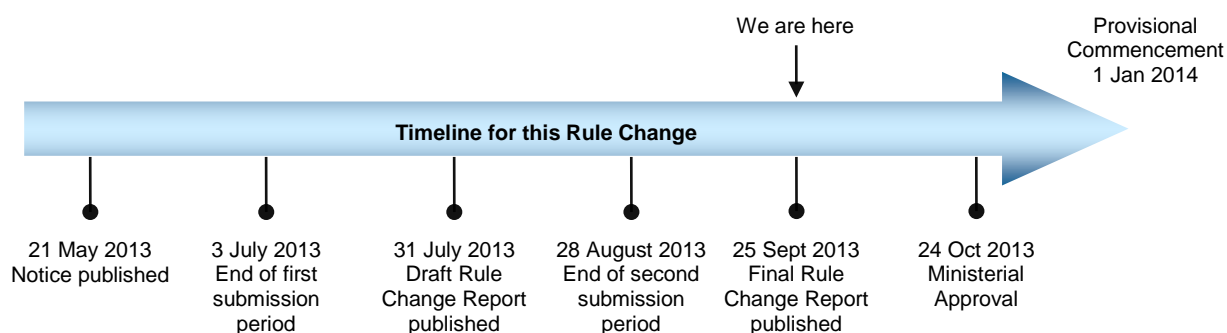 We are here
Provisional
Commencement
1 Jan 2014
Timeline for this Rule Change
21 May 2013
Notice published
3 July 2013
End of first
submission
period
31 July 2013
Draft Rule
Change Report
published
28 August 2013
End of second
submission
period
25 Sept 2013
Final Rule
Change Report
published
24 Oct 2013
Ministerial
Approval